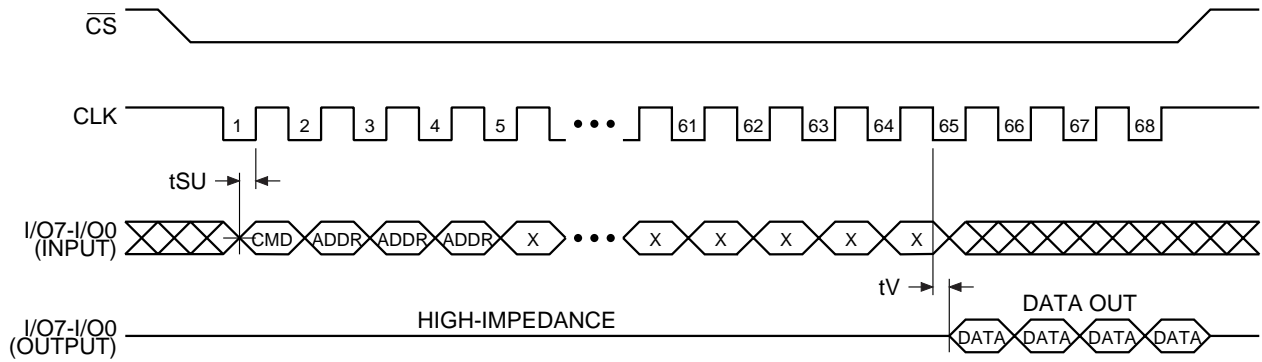 CS
CLK
1 2 3 4 5 ••• 61 62 63 64 65 66 67 68
tSU
I/O7-I/O0
(INPUT)
CMD ADDR ADDR ADDR X ••• X X X X X
tV
DATA OUT
HIGH-IMPEDANCE
I/O7-I/O0
(OUTPUT)
DATA DATA DATA DATA